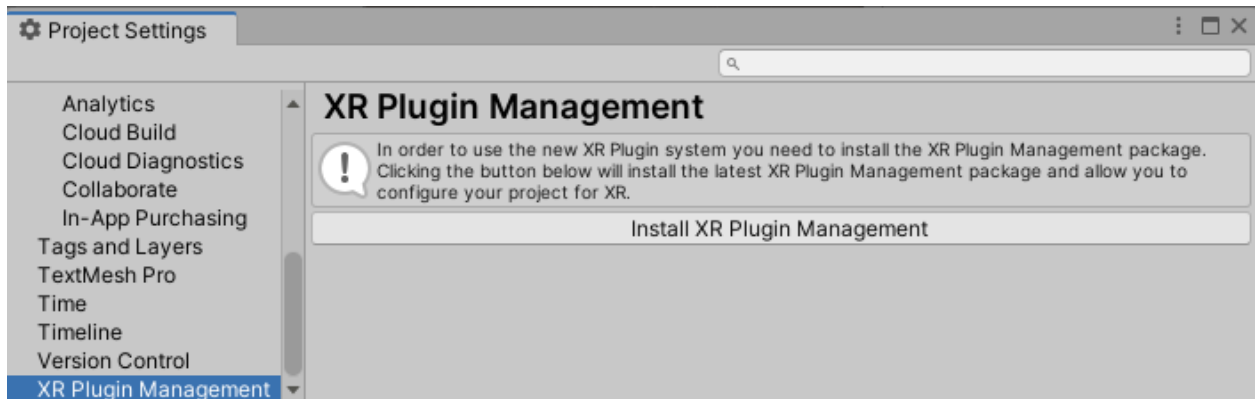 Project Settings
Analytics
Cloud Build
Cloud Diagnostics
Collaborate
In-App Purchasing
Tags and Layers
TextMesh Pro
Time
Timeline
Version Control
XR Plugin Management
XR Plugin Management
In order to use the new XR Plugin system you need to install the XR Plugin Management package.
Clicking the button below will install the latest XR Plugin Management package and allow you to
configure your project for XR.
Install XR Plugin Management